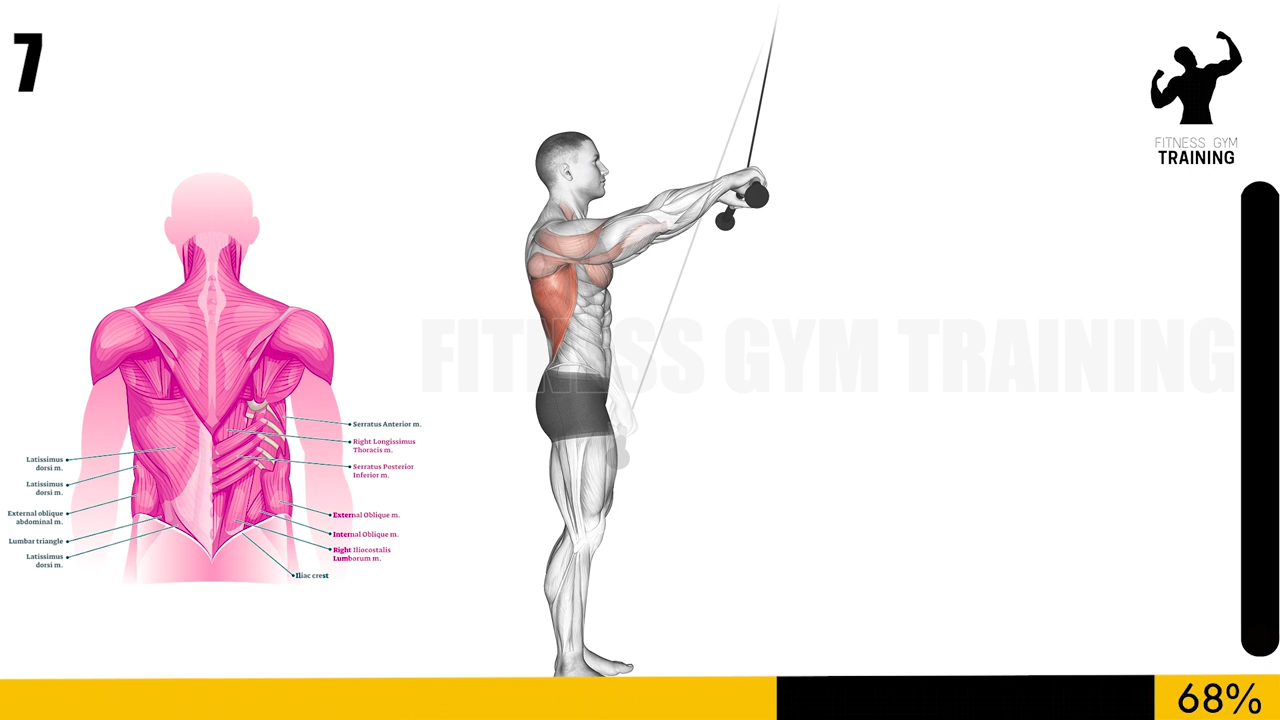 7
FITNESS GYM
TRAINING
FITNESS GYM TRAINING
Latissimus
dorsi m.
Latissimus
dorsi m.
External oblique
abdominal m.
Lumbar triangle
Latissimus
dorsi m.
Serratus Anterior m.
Right Longissimus
Thoracis m.
Serratus Posterior
Inferior m.
External Oblique m.
Internal Oblique m.
Right Iliocostalis
Lumborum m.
Iliac crest
68%